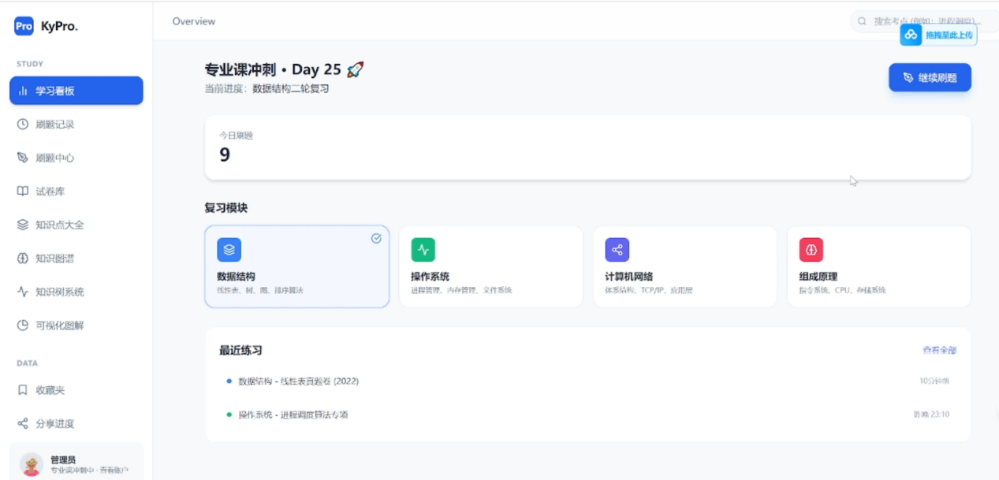 Pro KyPro.
STUDY
学习看板
刷题记录
刷题中心
试卷库
知识点大全
知识图谱
知识树系统
可视化图解
DATA
收藏夹
分享进度
管理员
专业课冲刺中 · 查看账户
Overview
搜索考点 (例如：进程调度)...
拖拽至此上传
专业课冲刺 • Day 25 🚀
当前进度：数据结构二轮复习
继续刷题
今日刷题
9
复习模块
数据结构
线性表、树、图、排序算法
操作系统
进程管理、内存管理、文件系统
计算机网络
体系结构、TCP/IP、应用层
组成原理
指令系统、CPU、存储系统
最近练习
查看全部
数据结构 - 线性表真题卷 (2022)
10分钟前
操作系统 - 进程调度算法专项
昨晚 23:10